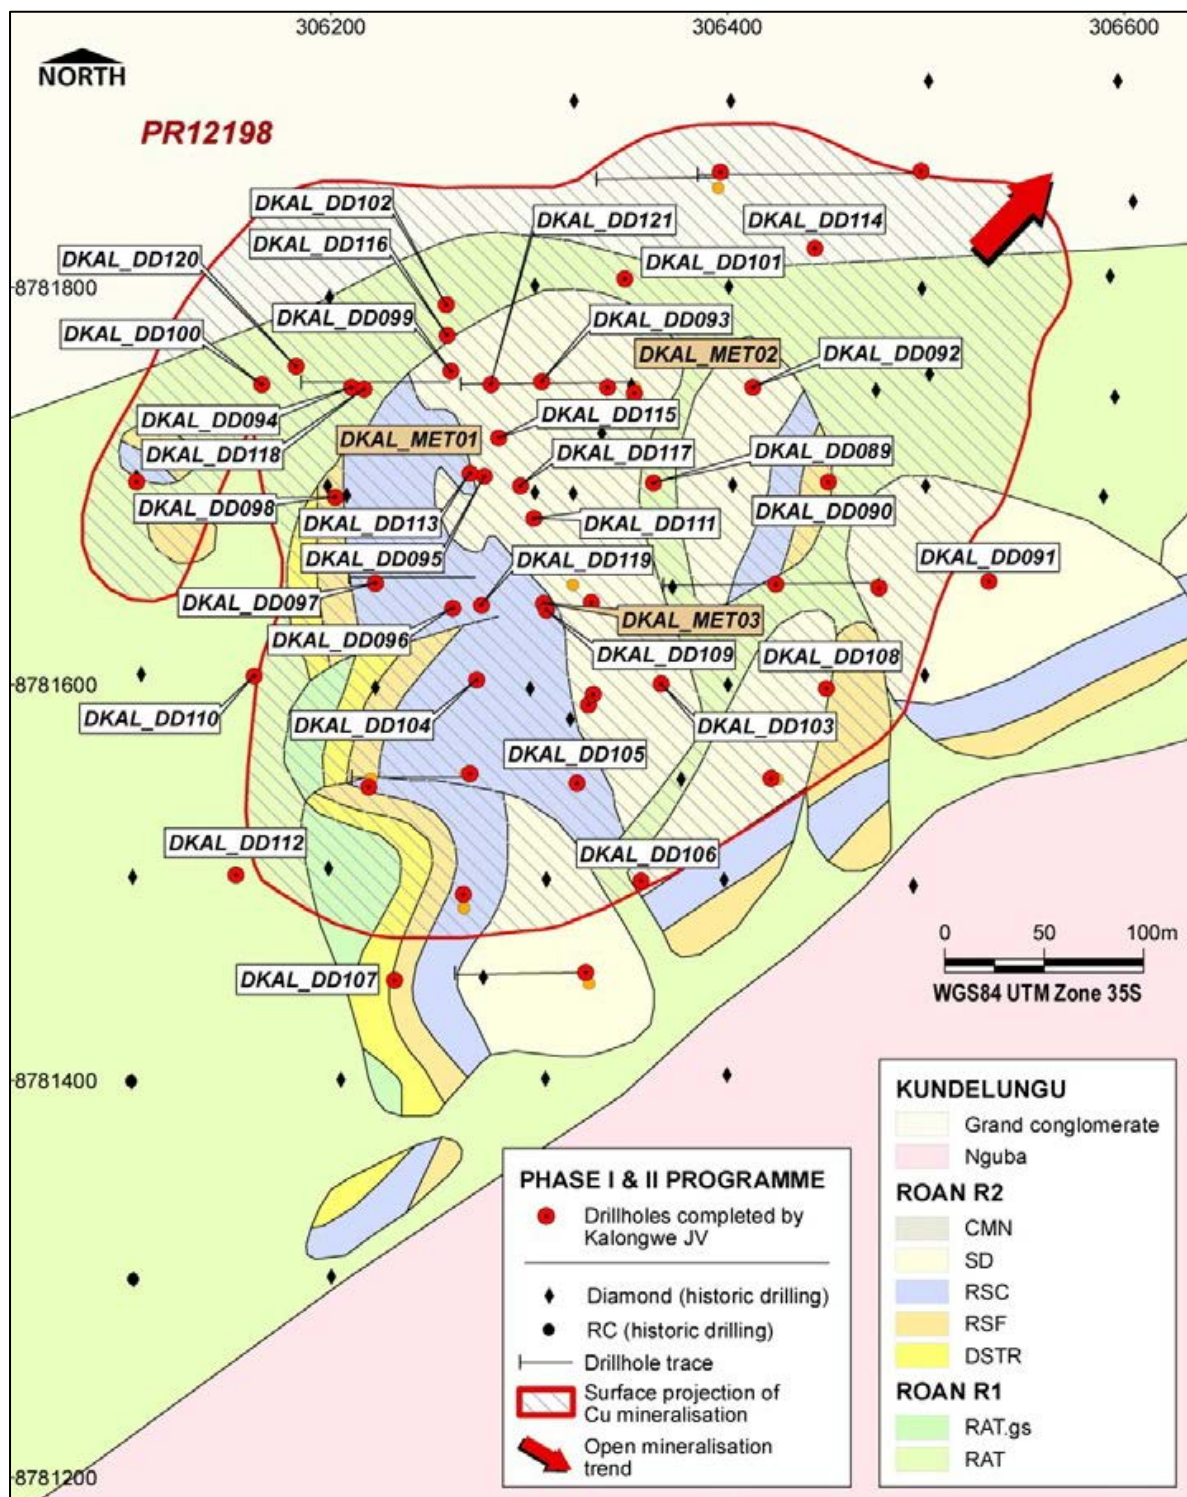 306200
306400
306600
NORTH
PR12198
DKAL_DD102
DKAL_DD121
DKAL_DD114
DKAL_DD116
DKAL_DD120
DKAL_DD101
8781800
DKAL_DD099
DKAL_DD093
DKAL_DD100
DKAL_MET02
DKAL_DD092
DKAL_DD094
DKAL_DD115
DKAL_MET01
DKAL_DD118
DKAL_DD117
DKAL_DD089
DKAL_DD098
DKAL_DD113
DKAL_DD111
DKAL_DD090
DKAL_DD095
DKAL_DD119
DKAL_DD091
DKAL_DD097
DKAL_MET03
DKAL_DD096
DKAL_DD109
DKAL_DD108
8781600
DKAL_DD110
DKAL_DD104
DKAL_DD103
DKAL_DD105
DKAL_DD112
DKAL_DD106
0 50 100m
DKAL_DD107
WGS84 UTM Zone 35S
8781400
KUNDELUNGU
Grand conglomerate
Nguba
ROAN R2
CMN
SD
RSC
RSF
DSTR
ROAN R1
RAT.gs
RAT
PHASE I & II PROGRAMME
Drillholes completed by
Kalongwe JV
Diamond (historic drilling)
RC (historic drilling)
Drillhole trace
Surface projection of
Cu mineralisation
Open mineralisation
trend
8781200